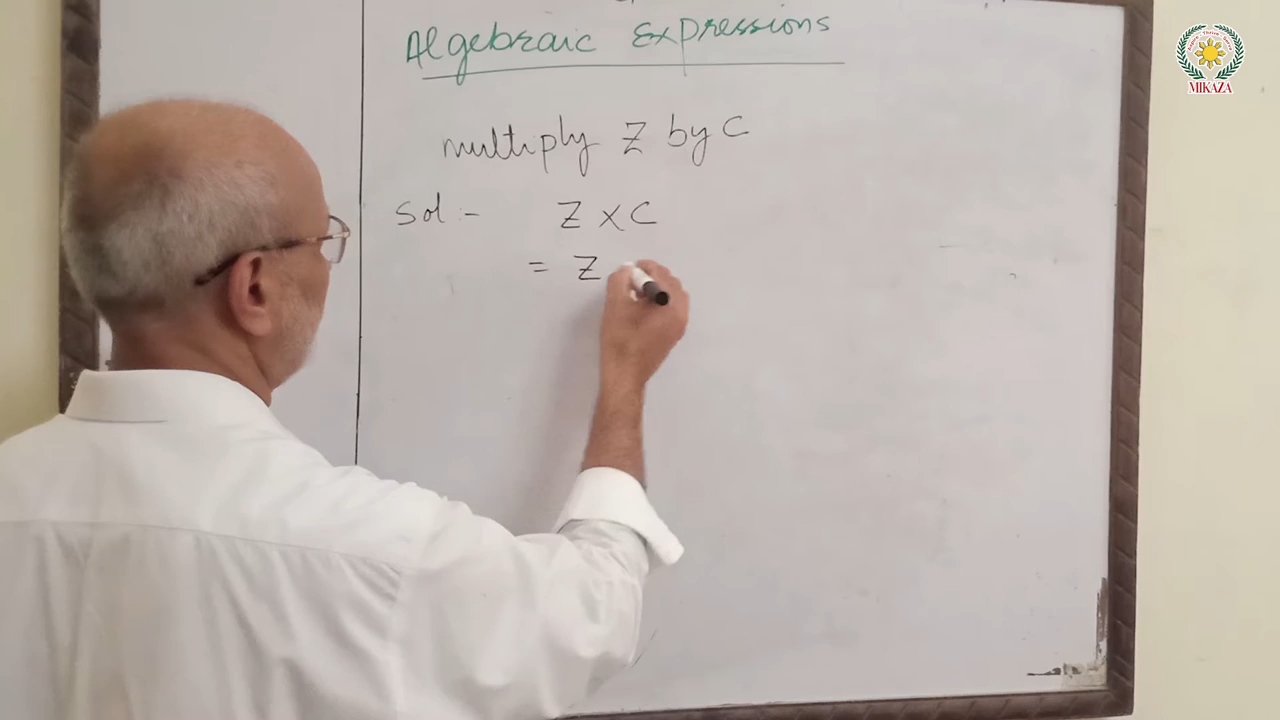 Algebraic Expressions
multiply Z by C
Sol :- Z × C
= Z
MIKAZA